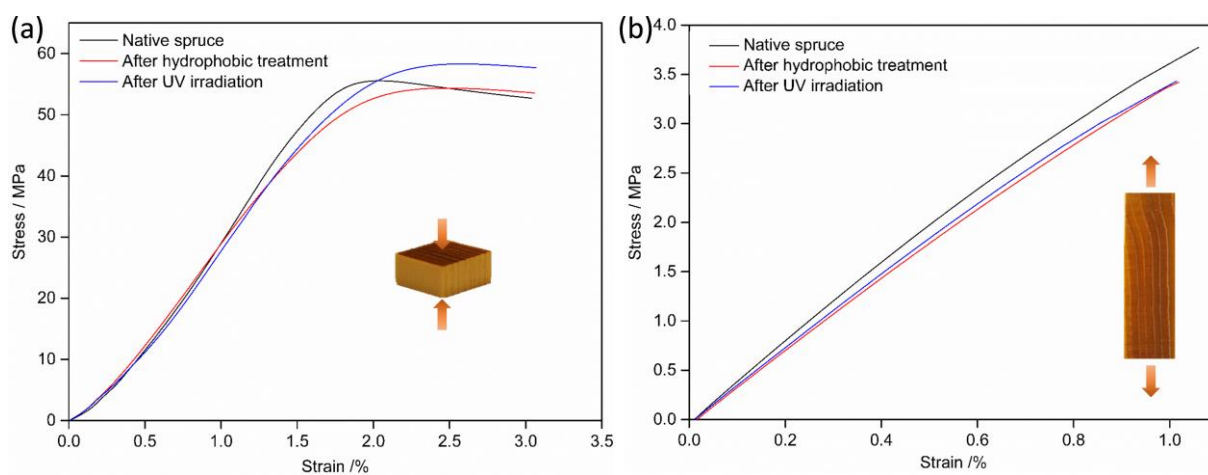 (a)
Native spruce
After hydrophobic treatment
After UV irradiation
60
50
40
30
20
10
0
Stress / MPa
0.0 0.5 1.0 1.5 2.0 2.5 3.0 3.5
Strain /%
(b)
4.0
Native spruce
After hydrophobic treatment
After UV irradiation
3.5
3.0
2.5
2.0
1.5
1.0
0.5
0.0
Stress / MPa
0.0 0.2 0.4 0.6 0.8 1.0
Strain /%